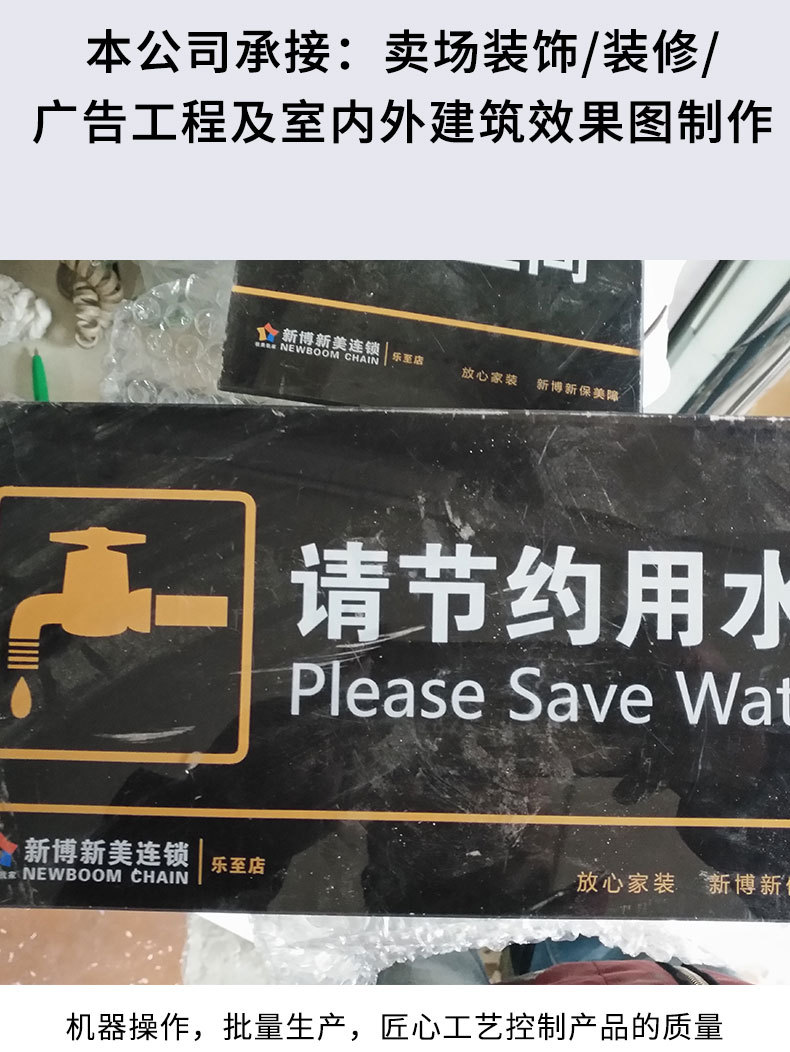 本公司承接：卖场装饰/装修/
广告工程及室内外建筑效果图制作
新博新美连锁
NEWBOOM CHAIN
乐至店
放心家装 新博新保美障
请节约用水
Please Save Wat
新博新美连锁
NEWBOOM CHAIN
乐至店
放心家装 新博新
机器操作，批量生产，匠心工艺控制产品的质量